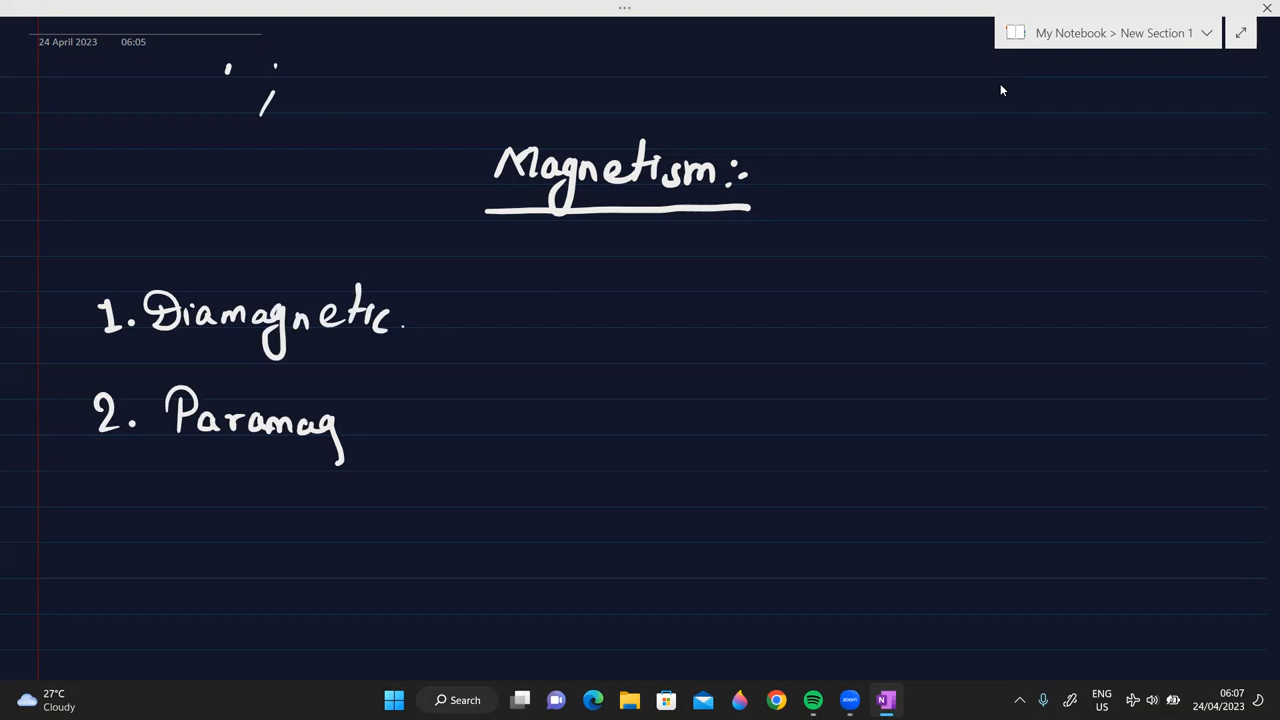 24 April 2023 06:05
My Notebook > New Section 1
Magnetism :-
1. Diamagnetic.
2. Paramag
27°C
Cloudy
Search
zoom
N
ENG
US
06:07
24/04/2023